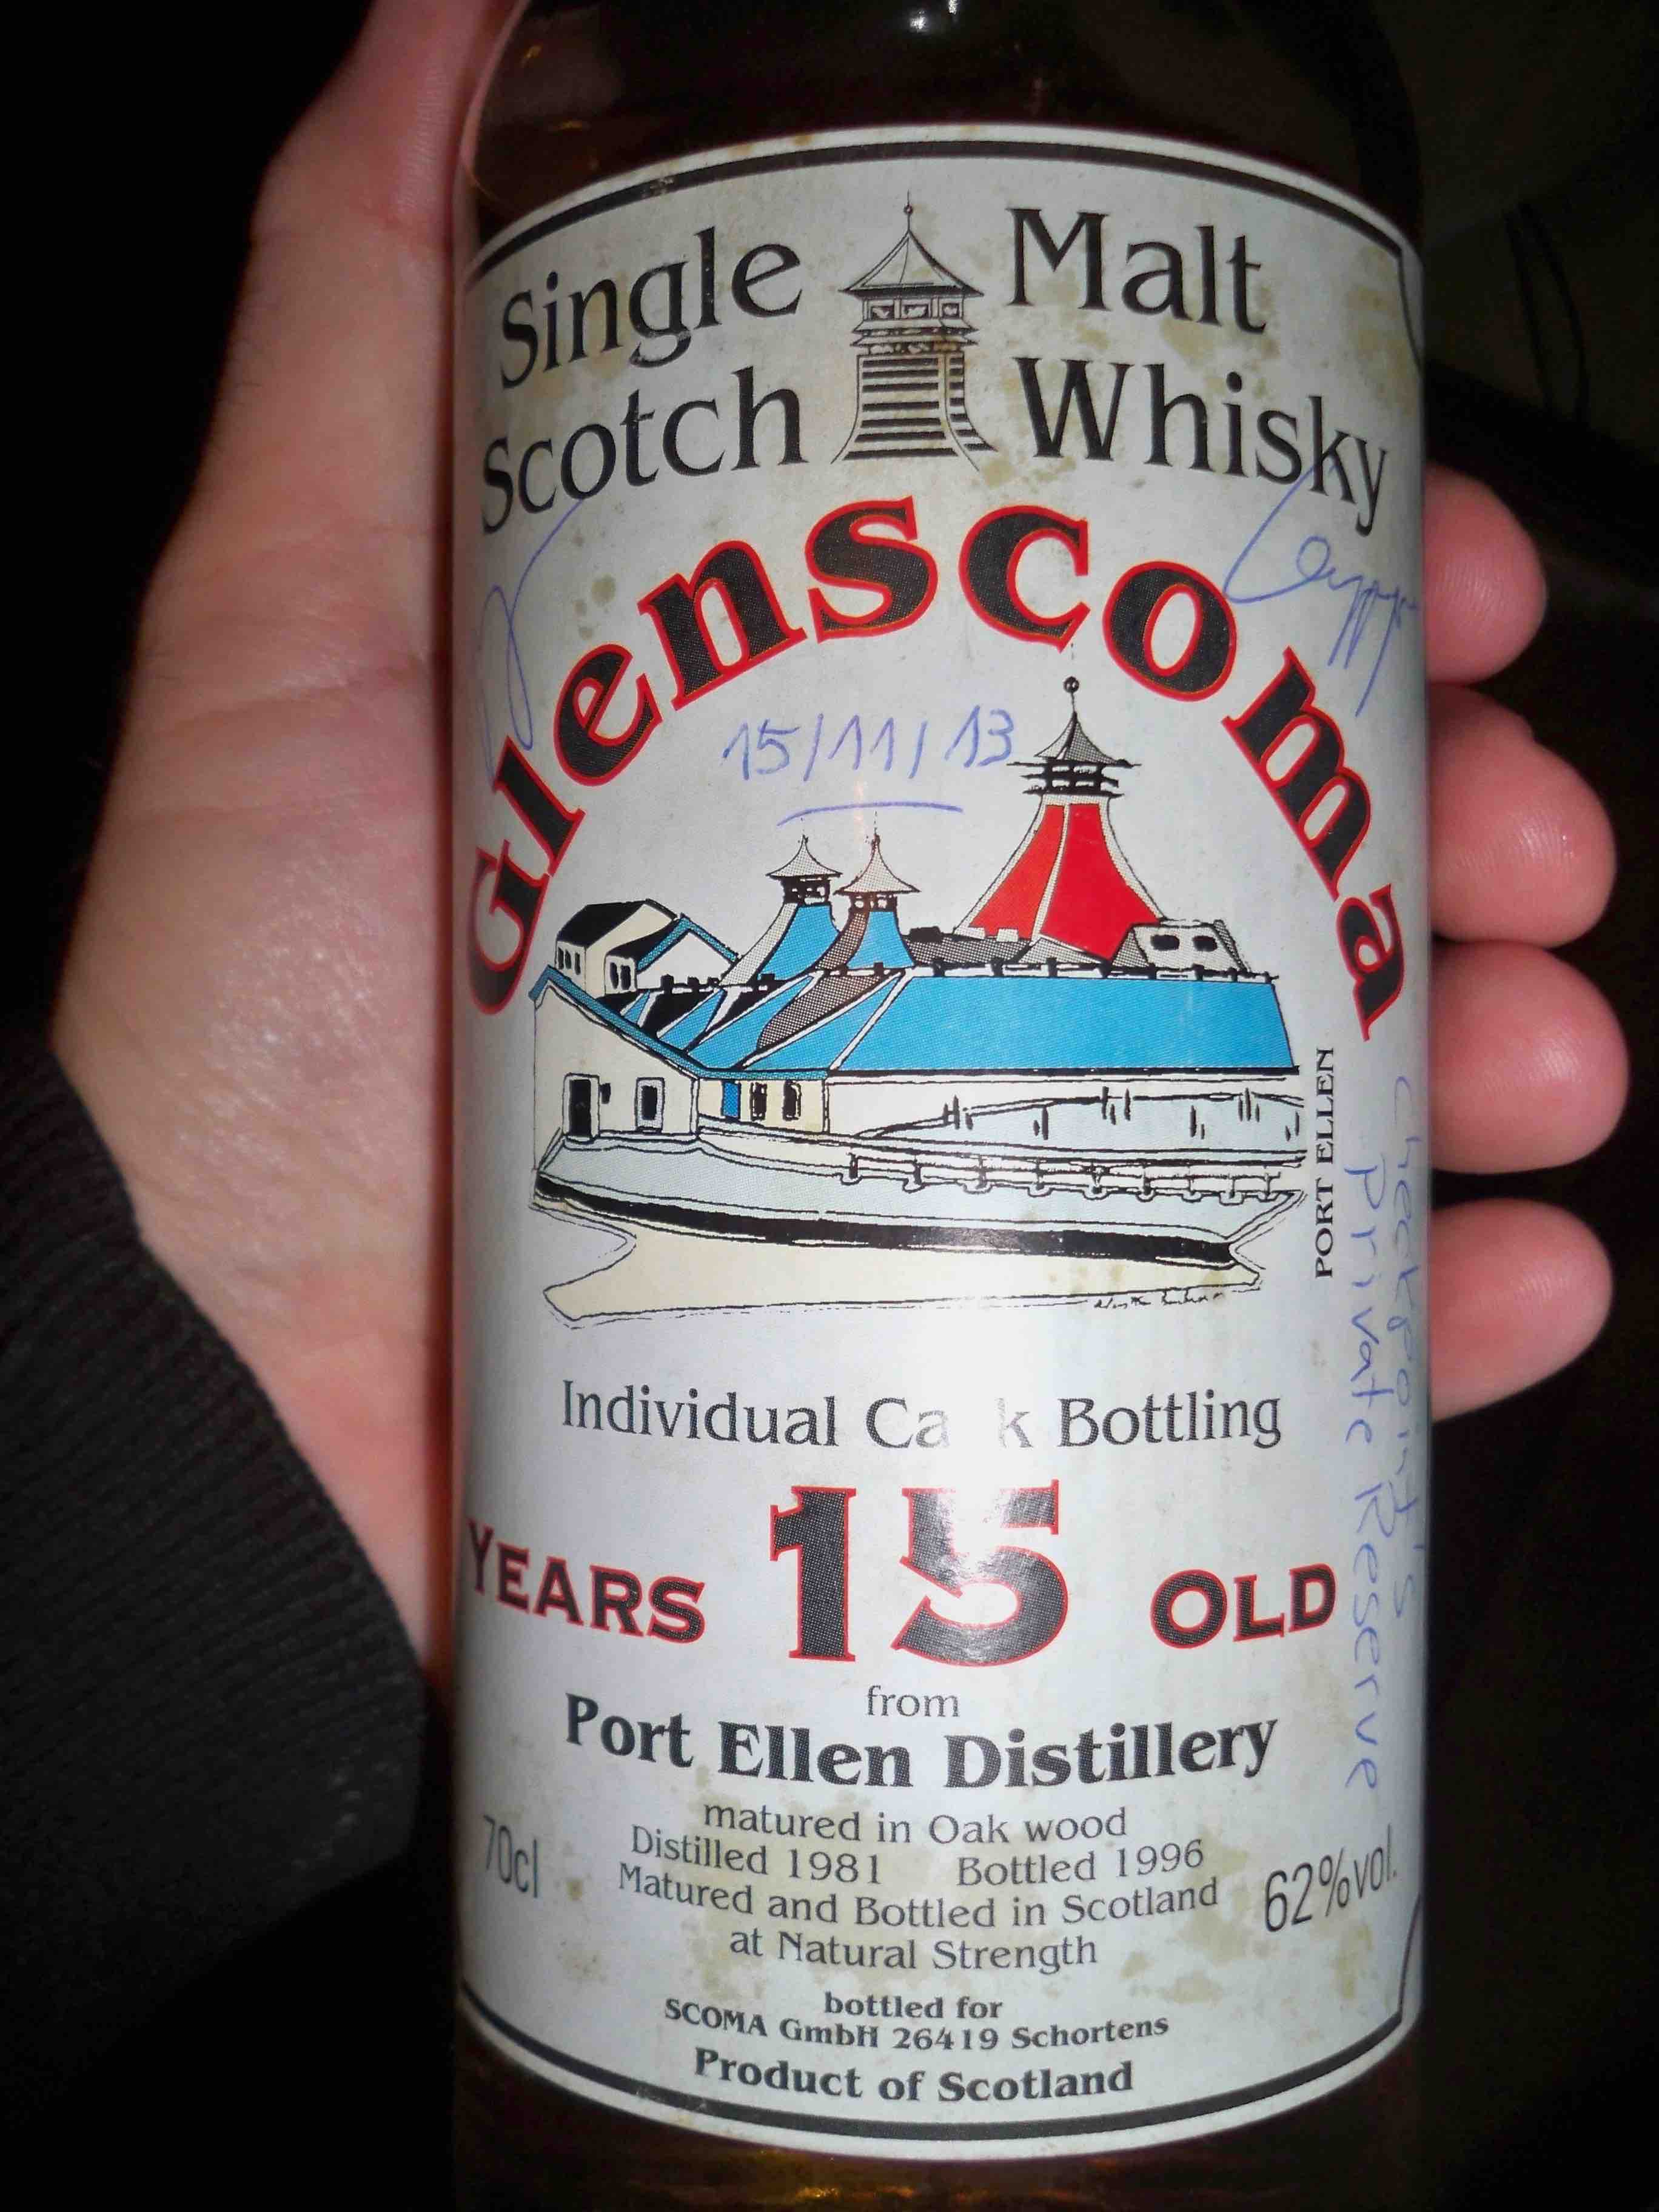 Single Malt
Scotch Whisky
Glenscoma
15/11/13
PORT ELLEN
Checkpoint's
Private Reserve
Individual Ca k Bottling
YEARS 15 OLD
from
Port Ellen Distillery
matured in Oak wood
Distilled 1981 Bottled 1996
Matured and Bottled in Scotland
at Natural Strength
70cl
62%vol.
bottled for
SCOMA GmbH 26419 Schortens
Product of Scotland